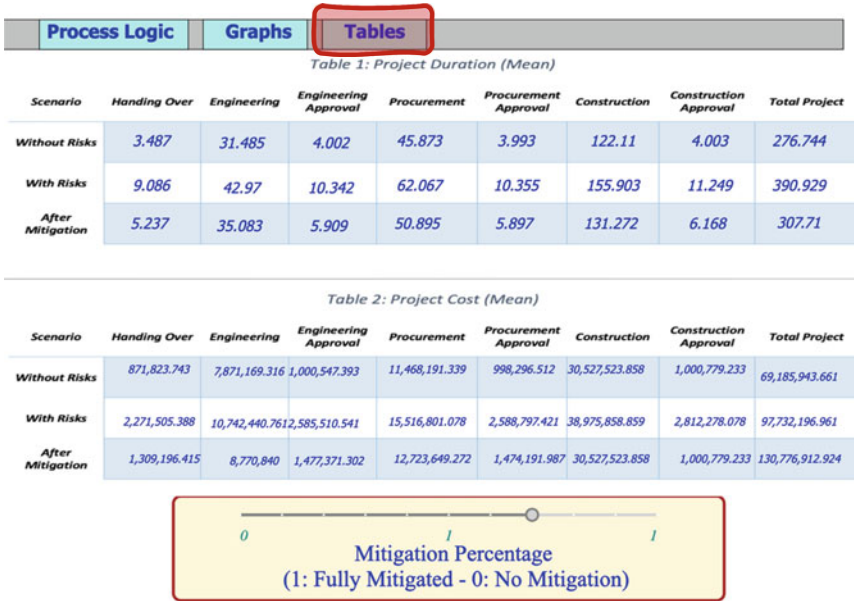 Process Logic Graphs Tables
Table 1: Project Duration (Mean)
Scenario Handing Over Engineering Engineering Approval Procurement Procurement Approval Construction Construction Approval Total Project
Without Risks 3.487 31.485 4.002 45.873 3.993 122.11 4.003 276.744
With Risks 9.086 42.97 10.342 62.067 10.355 155.903 11.249 390.929
After Mitigation 5.237 35.083 5.909 50.895 5.897 131.272 6.168 307.71
Table 2: Project Cost (Mean)
Scenario Handing Over Engineering Engineering Approval Procurement Procurement Approval Construction Construction Approval Total Project
Without Risks 871,823.743 7,871,169.316 1,000,547.393 11,468,191.339 998,296.512 30,527,523.858 1,000,779.233 69,185,943.661
With Risks 2,271,505.388 10,742,440.761 2,585,510.541 15,516,801.078 2,588,797.421 38,975,858.859 2,812,278.078 97,732,196.961
After Mitigation 1,309,196.415 8,770,840 1,477,371.302 12,723,649.272 1,474,191.987 30,527,523.858 1,000,779.233 130,776,912.924
0 1 1
Mitigation Percentage
(1: Fully Mitigated - 0: No Mitigation)